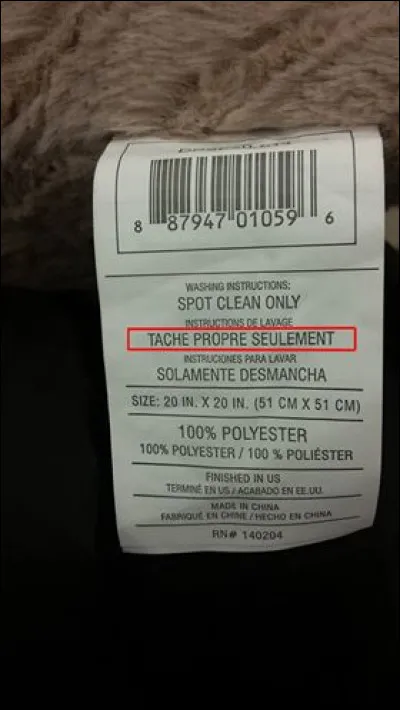 8 87947 01059 6
WASHING INSTRUCTIONS:
SPOT CLEAN ONLY
INSTRUCTIONS DE LAVAGE
TACHE PROPRE SEULEMENT
INSTRUCIONES PARA LAVAR
SOLAMENTE DESMANCHA
SIZE: 20 IN. X 20 IN. (51 CM X 51 CM)
100% POLYESTER
100% POLYESTER / 100 % POLIÉSTER
FINISHED IN US
TERMINÉ EN US / ACABADO EN EE.UU.
MADE IN CHINA
FABRIQUÉ EN CHINE / HECHO EN CHINA
RN# 140204